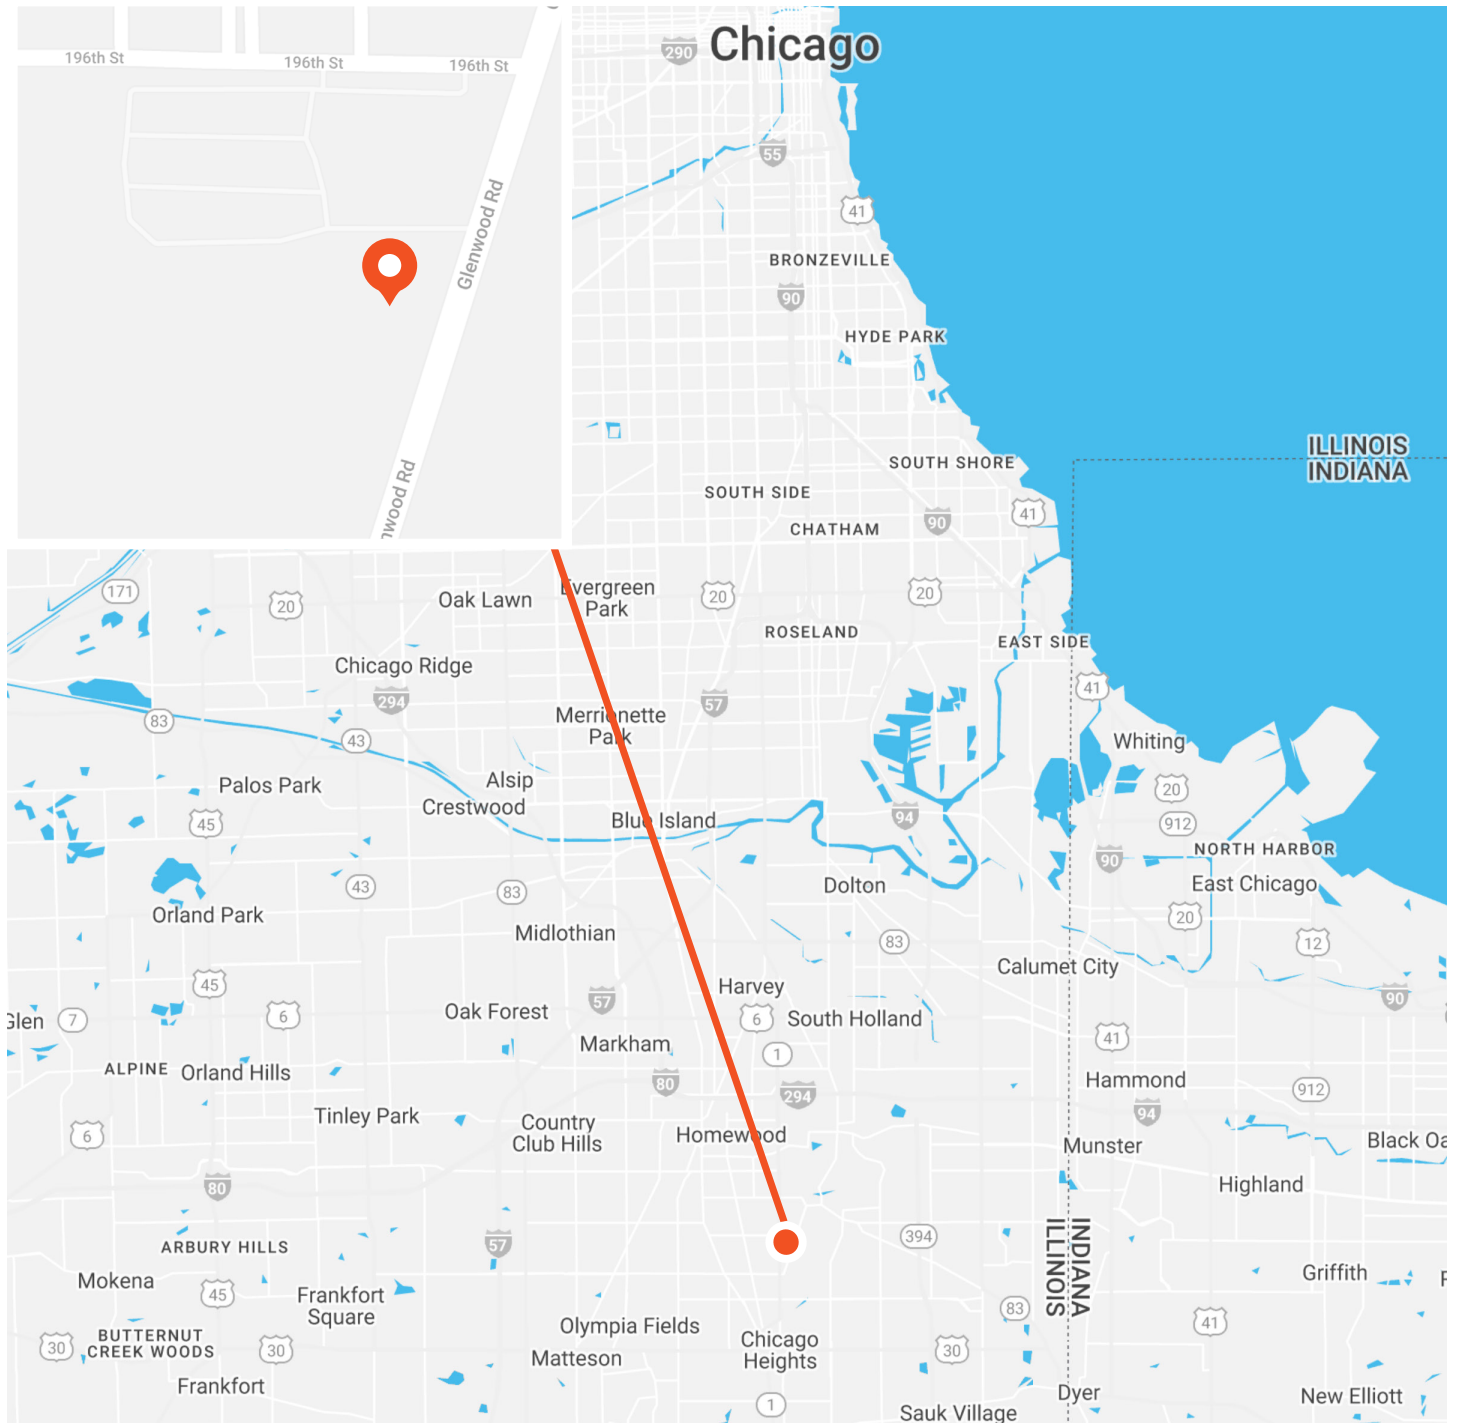 196th St
196th St
196th St
Glenwood Rd
nwood Rd
Chicago
290
55
41
BRONZEVILLE
90
HYDE PARK
ILLINOIS
INDIANA
SOUTH SHORE
SOUTH SIDE
41
90
CHATHAM
171
20
Oak Lawn
Evergreen
Park
20
20
ROSELAND
EAST SIDE
Chicago Ridge
294
57
41
83
43
Merrionette
Park
Whiting
Palos Park
Alsip
20
Crestwood
45
Blue Island
94
912
NORTH HARBOR
90
43
83
Dolton
East Chicago
Orland Park
20
Midlothian
83
12
Calumet City
45
Harvey
90
57
Oak Forest
Glen
7
6
6
South Holland
Markham
1
41
ALPINE
Orland Hills
80
294
Hammond
912
Tinley Park
94
6
Country
Club Hills
Homewood
Munster
Black Oa
80
Highland
INDIANA
ILLINOIS
ARBURY HILLS
57
394
Mokena
45
Frankfort
Square
Griffith
83
41
Olympia Fields
BUTTERNUT
CREEK WOODS
30
30
Chicago
Heights
30
Matteson
Frankfort
1
Dyer
New Elliott
Sauk Village